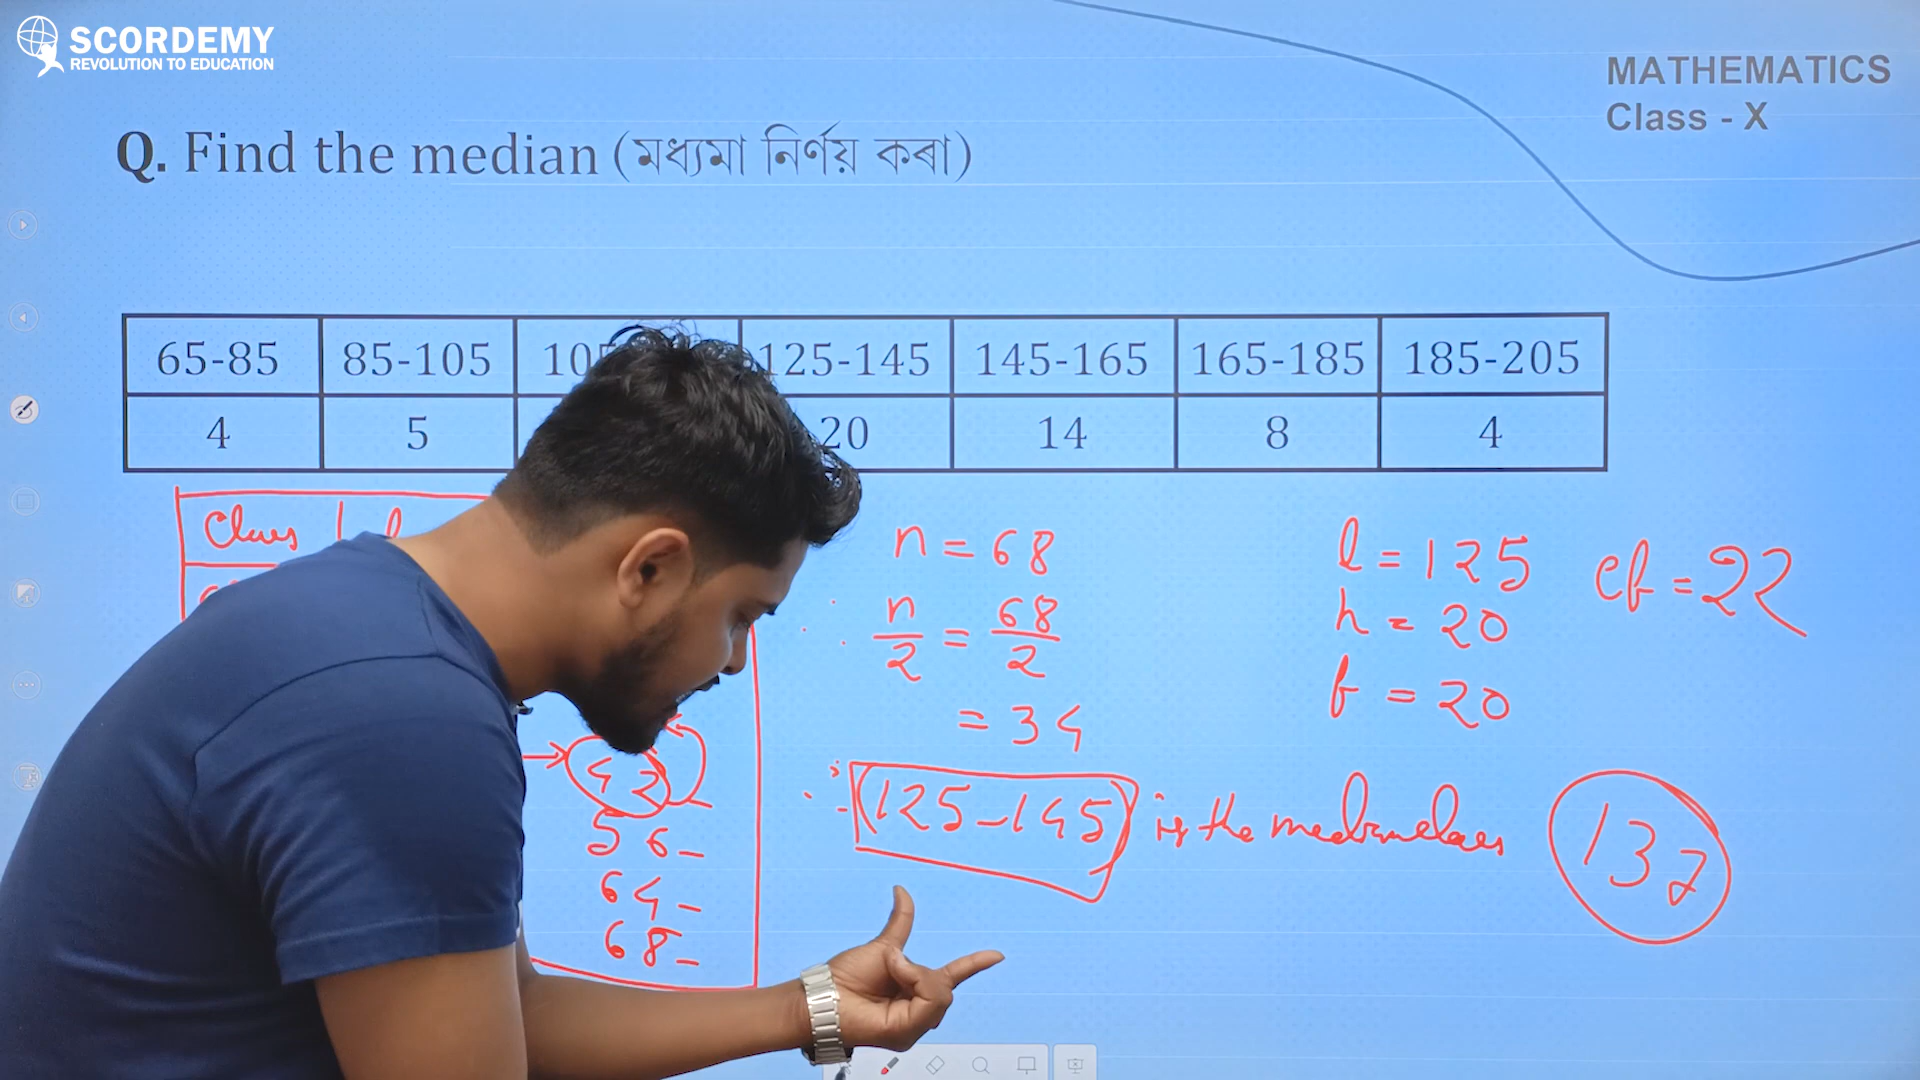 SCORDEMY
REVOLUTION TO EDUCATION
MATHEMATICS
Class - X
Q. Find the median (মধ্যমা নির্ণয় কৰা)
65-85 85-105 125-145 145-165 165-185 185-205
4 5 20 14 8 4
Class
42
56
64
68
n = 68
n/2 = 68/2
= 34
∴ (125-145) is the median class
l = 125
h = 20
f = 20
cf = 22
137